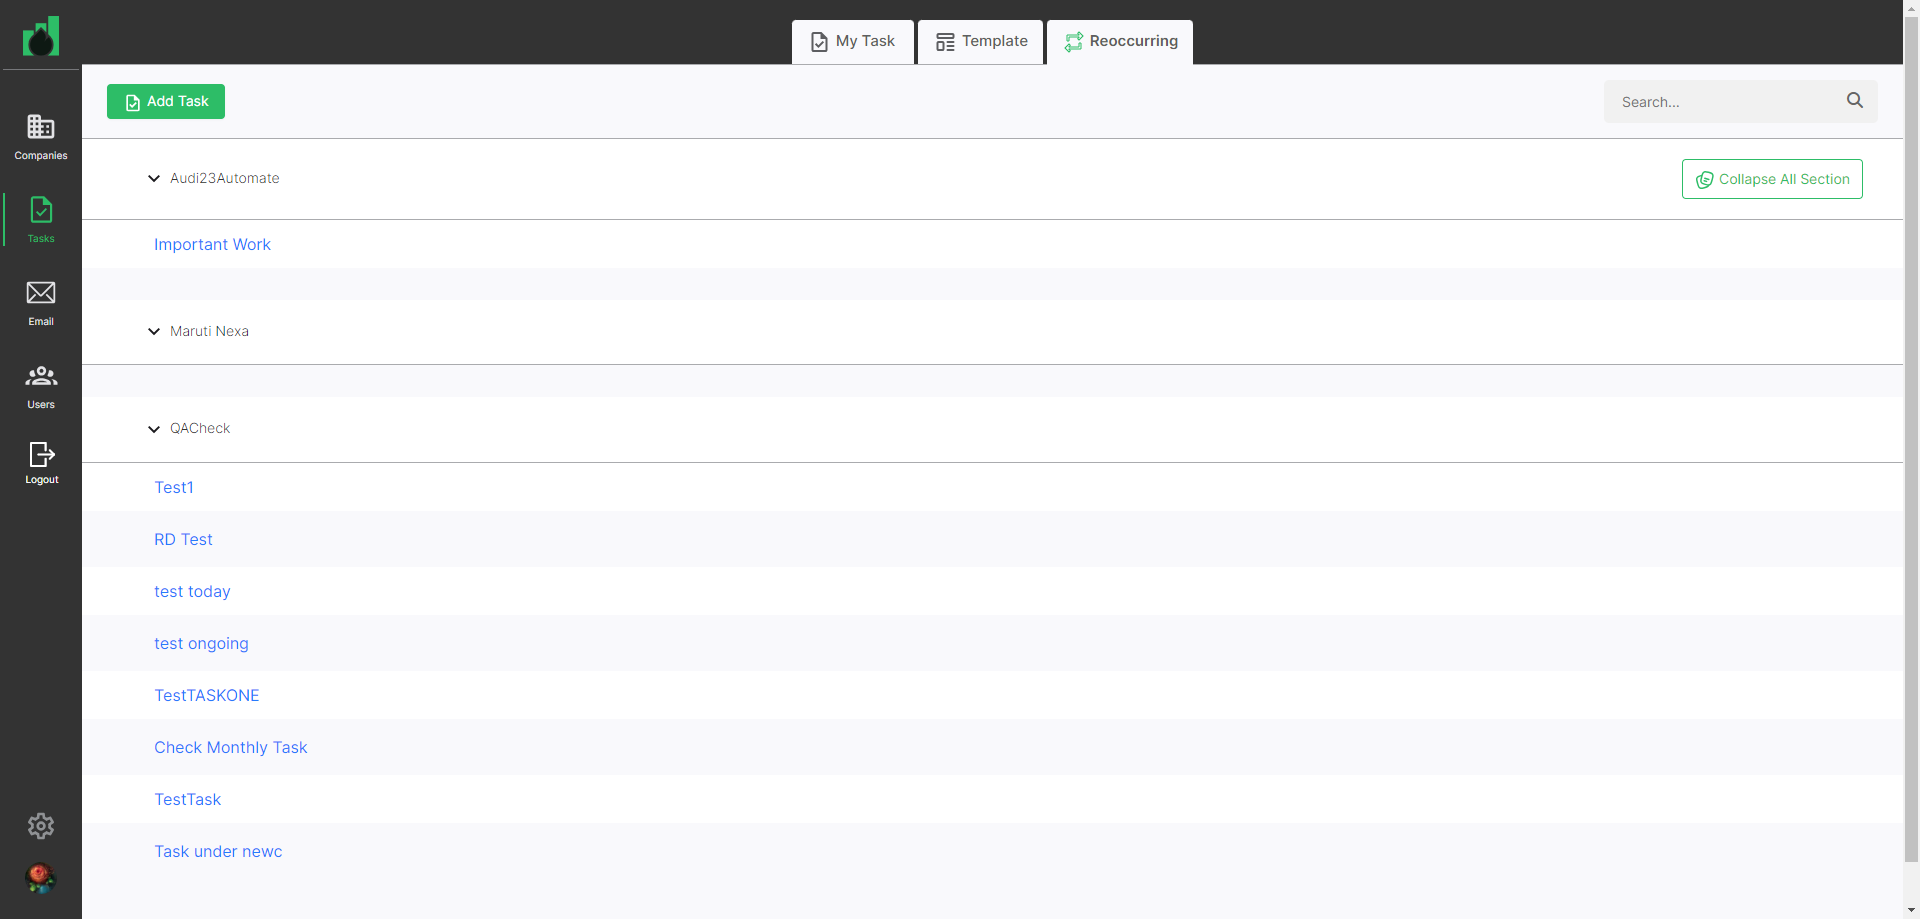 My Task
Template
Reoccurring
Add Task
Search...
Companies
Audi23Automate
Collapse All Section
Tasks
Important Work
Email
Maruti Nexa
Users
QACheck
Logout
Test1
RD Test
test today
test ongoing
TestTASKONE
Check Monthly Task
TestTask
Task under newc